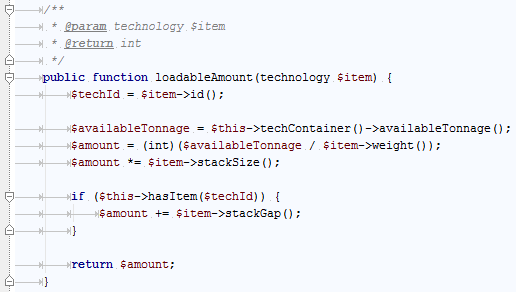 /**
 * @param technology $item
 * @return int
 */
public function loadableAmount(technology $item) {
    $techId = $item->id();

    $availableTonnage = $this->techContainer()->availableTonnage();
    $amount = (int)($availableTonnage / $item->weight());
    $amount *= $item->stackSize();

    if ($this->hasItem($techId)) {
        $amount += $item->stackGap();
    }

    return $amount;
}